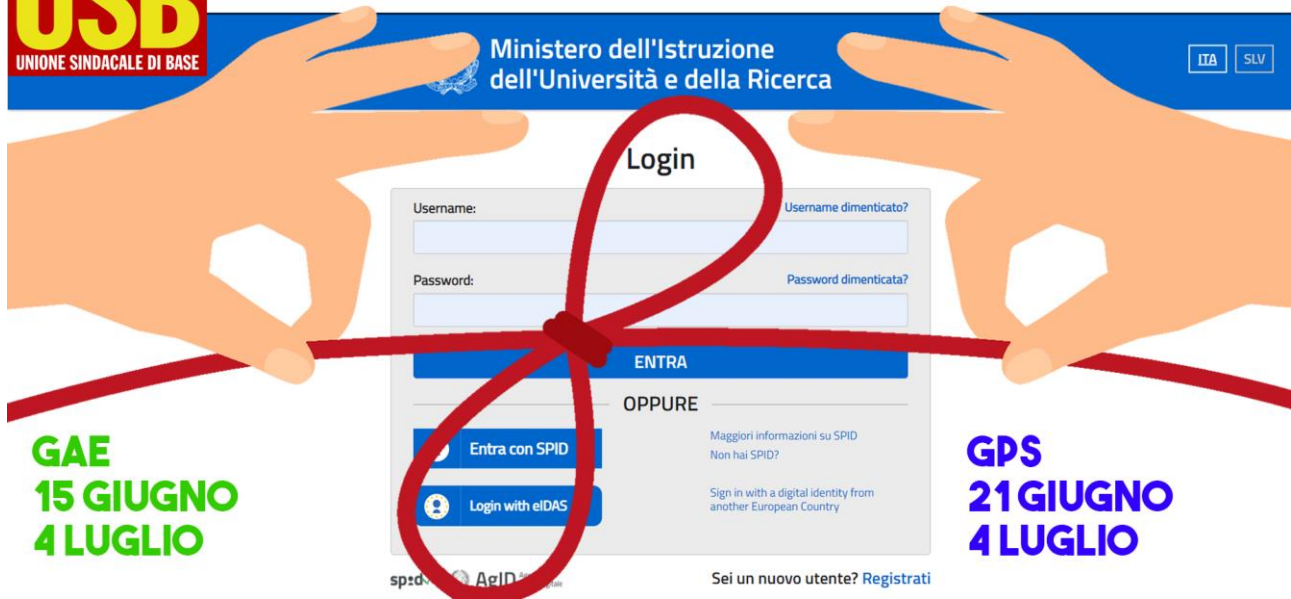 USB
UNIONE SINDACALE DI BASE
Ministero dell'Istruzione
dell'Università e della Ricerca
ITA
SLV
Login
Username:
Username dimenticato?
Password:
Password dimenticata?
ENTRA
OPPURE
Entra con SPID
Maggiori informazioni su SPID
Non hai SPID?
Login with eIDAS
Sign in with a digital identity from
another European Country
GAE
15 GIUGNO
4 LUGLIO
GPS
21 GIUGNO
4 LUGLIO
sp:d
AgID
Sei un nuovo utente? Registrati